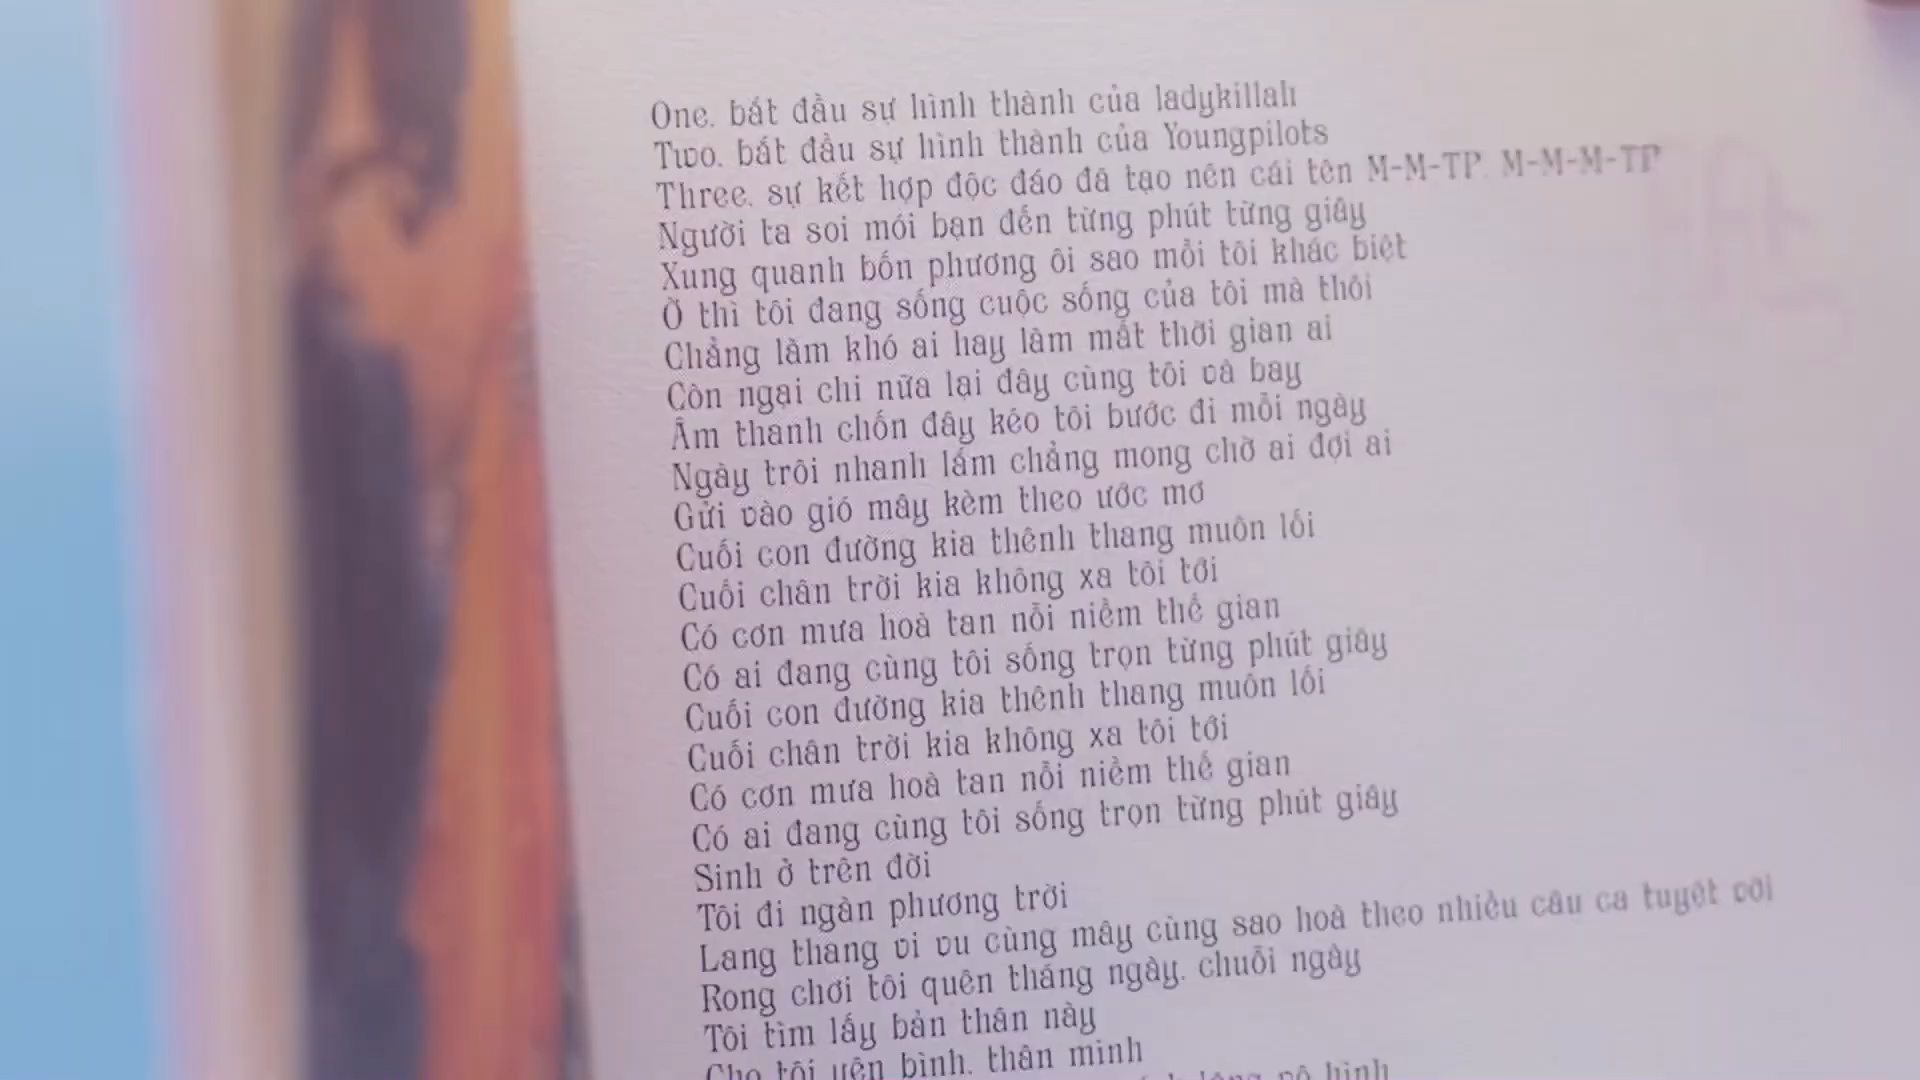 One. bắt đầu sự hình thành của ladykillah
Two. bắt đầu sự hình thành của Youngpilots
Three. sự kết hợp độc đáo đã tạo nên cái tên M-M-TP. M-M-M-TP
Người ta soi mói bạn đến từng phút từng giây
Xung quanh bốn phương ôi sao mỗi tôi khác biệt
Ờ thì tôi đang sống cuộc sống của tôi mà thôi
Chẳng làm khó ai hay làm mất thời gian ai
Còn ngại chi nữa lại đây cùng tôi và bay
Âm thanh chốn đây kéo tôi bước đi mỗi ngày
Ngày trôi nhanh lắm chẳng mong chờ ai đợi ai
Gửi vào gió mây kèm theo ước mơ
Cuối con đường kia thênh thang muôn lối
Cuối chân trời kia không xa tôi tới
Có cơn mưa hoà tan nỗi niềm thế gian
Có ai đang cùng tôi sống trọn từng phút giây
Cuối con đường kia thênh thang muôn lối
Cuối chân trời kia không xa tôi tới
Có cơn mưa hoà tan nỗi niềm thế gian
Có ai đang cùng tôi sống trọn từng phút giây
Sinh ở trên đời
Tôi đi ngàn phương trời
Lang thang vi vu cùng mây cùng sao hoà theo nhiều câu ca tuyệt vời
Rong chơi tôi quên tháng ngày. chuỗi ngày
Tôi tìm lấy bản thân này
Cho tôi yên bình. thân mình
hình